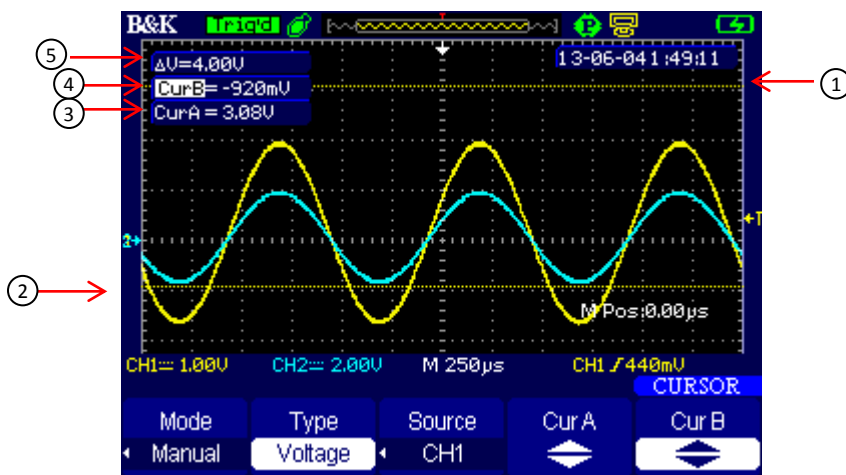 B&K Trig'd P
5 ΔV=4.00V 13-06-04 1:49:11
4 CurB= -920mV 1
3 CurA = 3.08V
T
2
2 M Pos:0.00µs
CH1 1.00V CH2 2.00V M 250µs CH1 440mV
CURSOR
Mode Type Source Cur A Cur B
Manual Voltage CH1